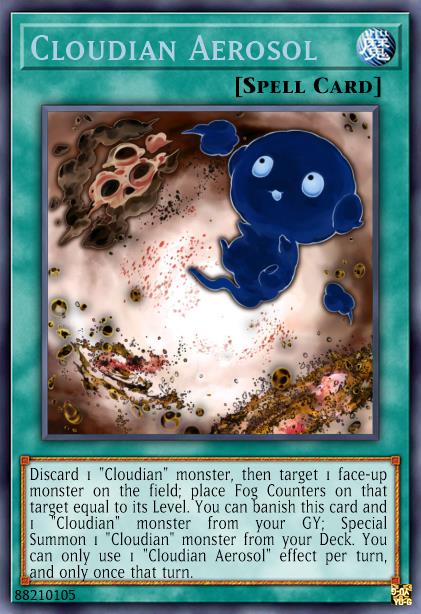 Cloudian Aerosol
魔
[Spell Card]
Discard 1 "Cloudian" monster, then target 1 face-up
monster on the field; place Fog Counters on that
target equal to its Level. You can banish this card and
1 "Cloudian" monster from your GY; Special
Summon 1 "Cloudian" monster from your Deck. You
can only use 1 "Cloudian Aerosol" effect per turn,
and only once that turn.
88210105